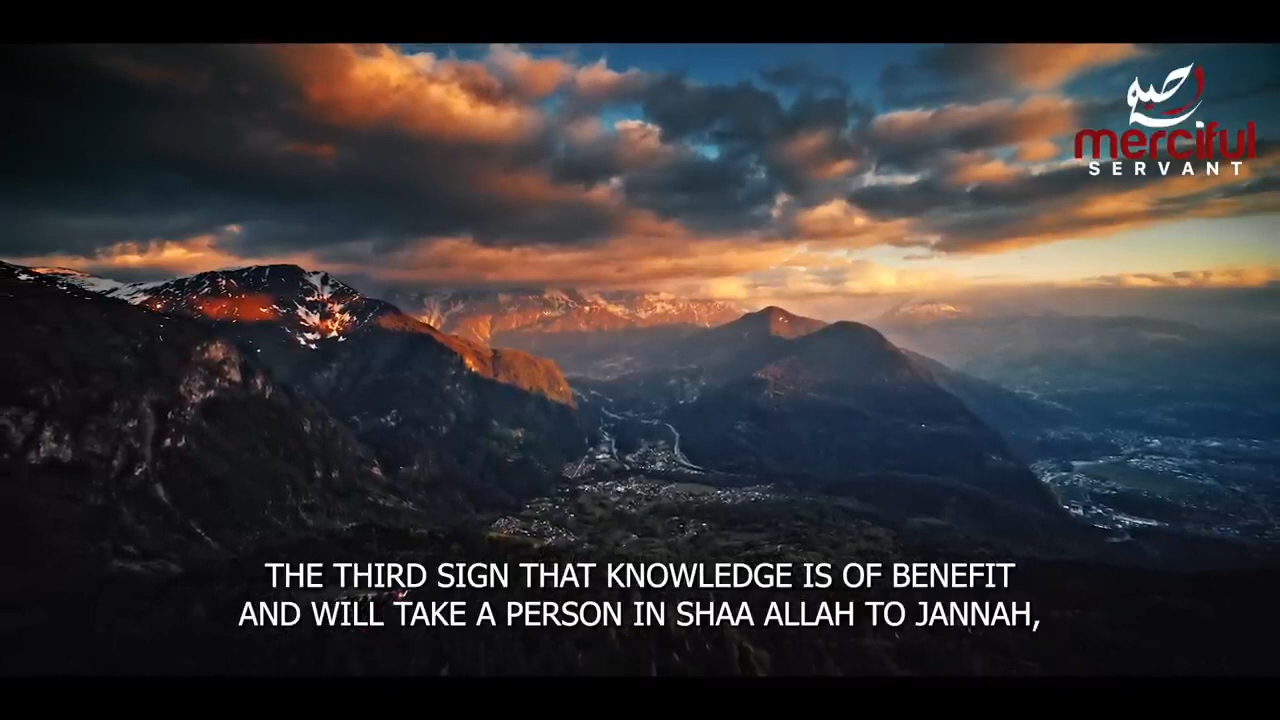 merciful
SERVANT
THE THIRD SIGN THAT KNOWLEDGE IS OF BENEFIT
AND WILL TAKE A PERSON IN SHAA ALLAH TO JANNAH,